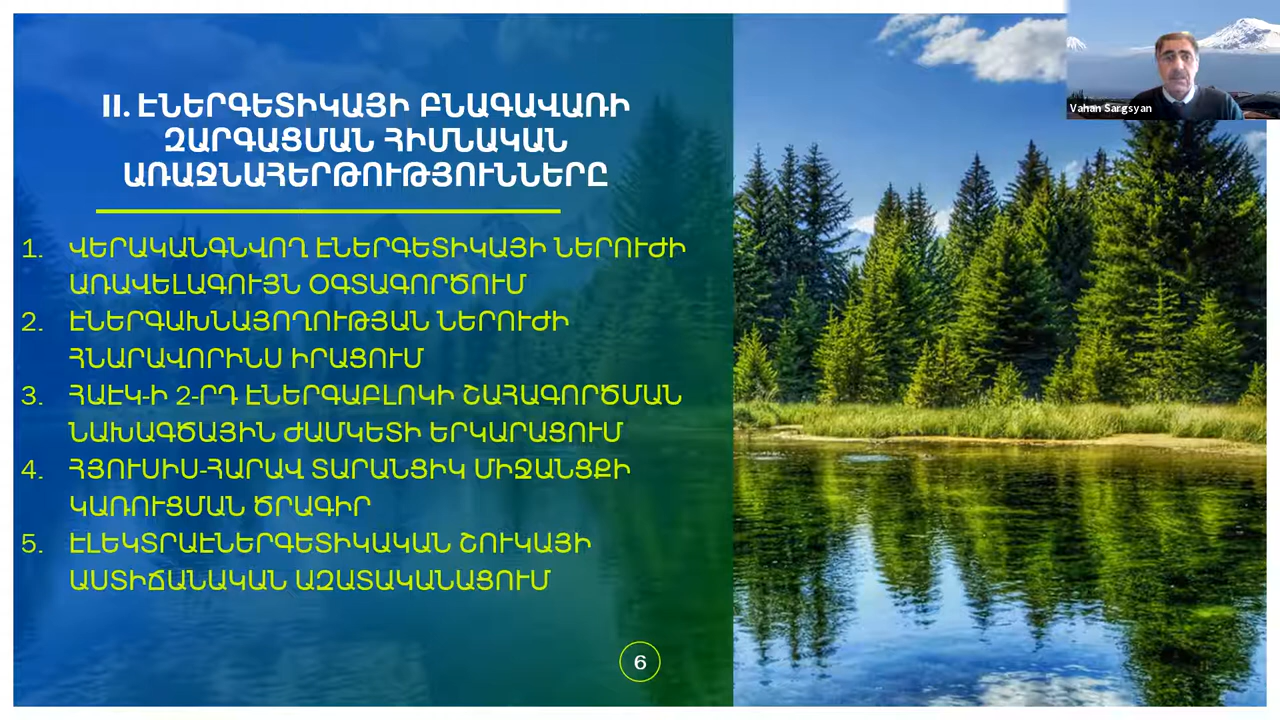 II. ԷՆԵՐԳԵՏԻԿԱՅԻ ԲՆԱԳԱՎԱՌԻ
ԶԱՐԳԱՑՄԱՆ ՀԻՄՆԱԿԱՆ
ԱՌԱՋՆԱՀԵՐԹՈՒԹՅՈՒՆՆԵՐԸ
1. ՎԵՐԱԿԱՆԳՆՎՈՂ ԷՆԵՐԳԵՏԻԿԱՅԻ ՆԵՐՈՒԺԻ
ԱՌԱՎԵԼԱԳՈՒՅՆ ՕԳՏԱԳՈՐԾՈՒՄ
2. ԷՆԵՐԳԱԽՆԱՅՈՂՈՒԹՅԱՆ ՆԵՐՈՒԺԻ
ՀՆԱՐԱՎՈՐԻՆՍ ԻՐԱՑՈՒՄ
3. ՀԱԷԿ-Ի 2-ՐԴ ԷՆԵՐԳԱԲԼՈԿԻ ՇԱՀԱԳՈՐԾՄԱՆ
ՆԱԽԱԳԾԱՅԻՆ ԺԱՄԿԵՏԻ ԵՐԿԱՐԱՑՈՒՄ
4. ՀՅՈՒՍԻՍ-ՀԱՐԱՎ ՏԱՐԱՆՑԻԿ ՄԻՋԱՆՑՔԻ
ԿԱՌՈՒՑՄԱՆ ԾՐԱԳԻՐ
5. ԷԼԵԿՏՐԱԷՆԵՐԳԵՏԻԿԱԿԱՆ ՇՈՒԿԱՅԻ
ԱՍՏԻՃԱՆԱԿԱՆ ԱԶԱՏԱԿԱՆԱՑՈՒՄ
6
Vahan Sargsyan